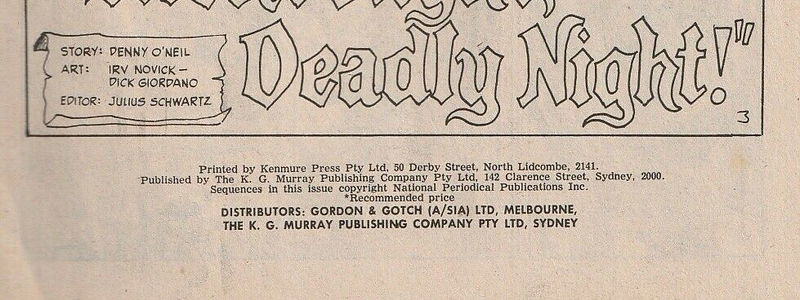 STORY: DENNY O'NEIL
ART: IRV NOVICK –
DICK GIORDANO
EDITOR: JULIUS SCHWARTZ
Deadly Night!"
3
Printed by Kenmure Press Pty Ltd, 50 Derby Street, North Lidcombe, 2141.
Published by The K. G. Murray Publishing Company Pty Ltd, 142 Clarence Street, Sydney, 2000.
Sequences in this issue copyright National Periodical Publications Inc.
*Recommended price
DISTRIBUTORS: GORDON & GOTCH (A/SIA) LTD, MELBOURNE,
THE K. G. MURRAY PUBLISHING COMPANY PTY LTD, SYDNEY